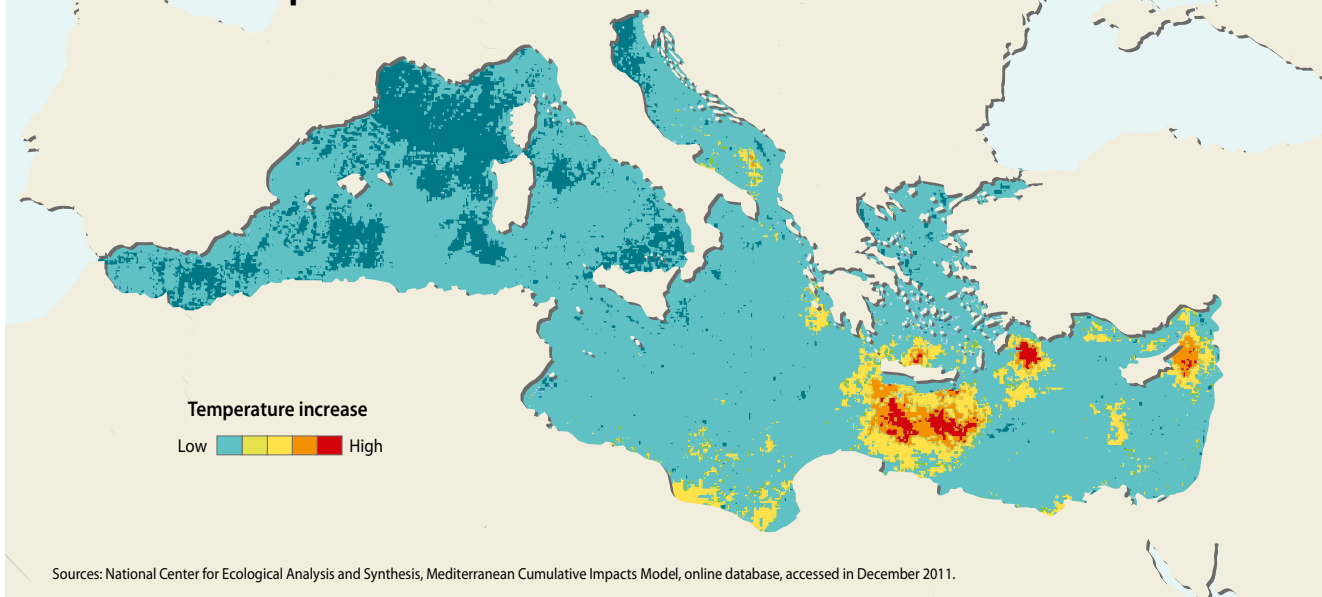 Temperature increase
Low High
Sources: National Center for Ecological Analysis and Synthesis, Mediterranean Cumulative Impacts Model, online database, accessed in December 2011.